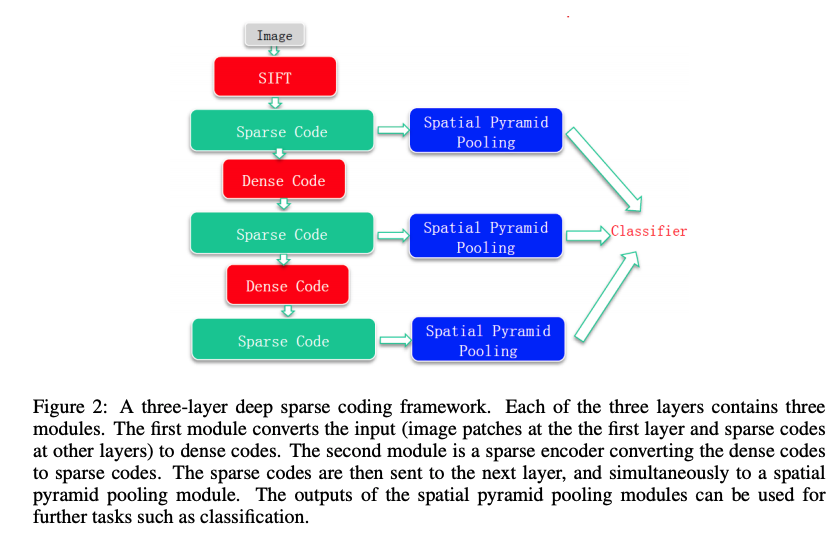 Image
SIFT
Sparse Code
Spatial Pyramid
Pooling
Dense Code
Sparse Code
Spatial Pyramid
Pooling
Classifier
Dense Code
Sparse Code
Spatial Pyramid
Pooling
Figure 2: A three-layer deep sparse coding framework. Each of the three layers contains three
modules. The first module converts the input (image patches at the the first layer and sparse codes
at other layers) to dense codes. The second module is a sparse encoder converting the dense codes
to sparse codes. The sparse codes are then sent to the next layer, and simultaneously to a spatial
pyramid pooling module. The outputs of the spatial pyramid pooling modules can be used for
further tasks such as classification.